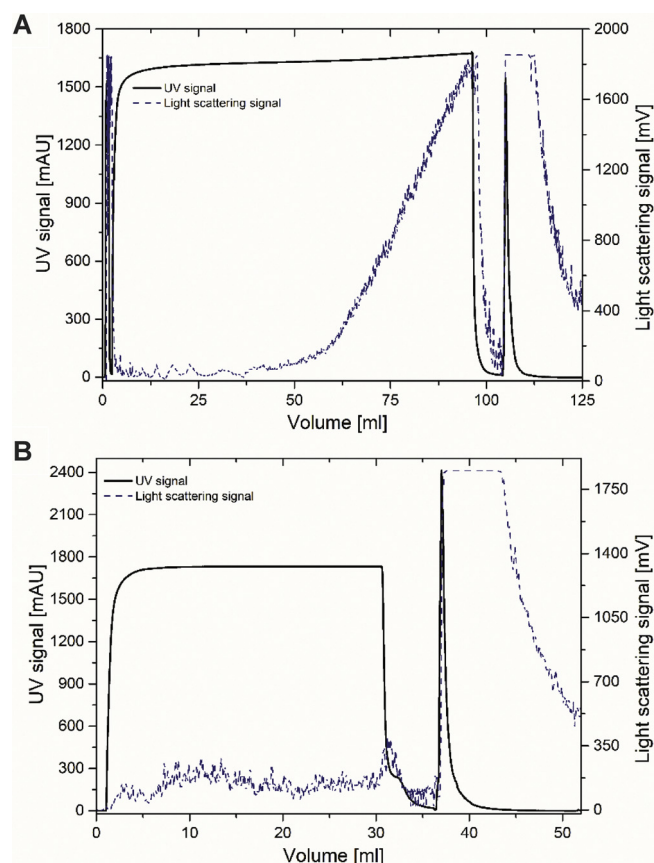 A
UV signal [mAU]
1800
1500
1200
900
600
300
0
UV signal
Light scattering signal
2000
1600
1200
800
400
0
Light scattering signal [mV]
0 25 50 75 100 125
Volume [ml]
B
UV signal [mAU]
2400
2100
1800
1500
1200
900
600
300
0
UV signal
Light scattering signal
1750
1400
1050
700
350
0
Light scattering signal [mV]
0 10 20 30 40 50
Volume [ml]